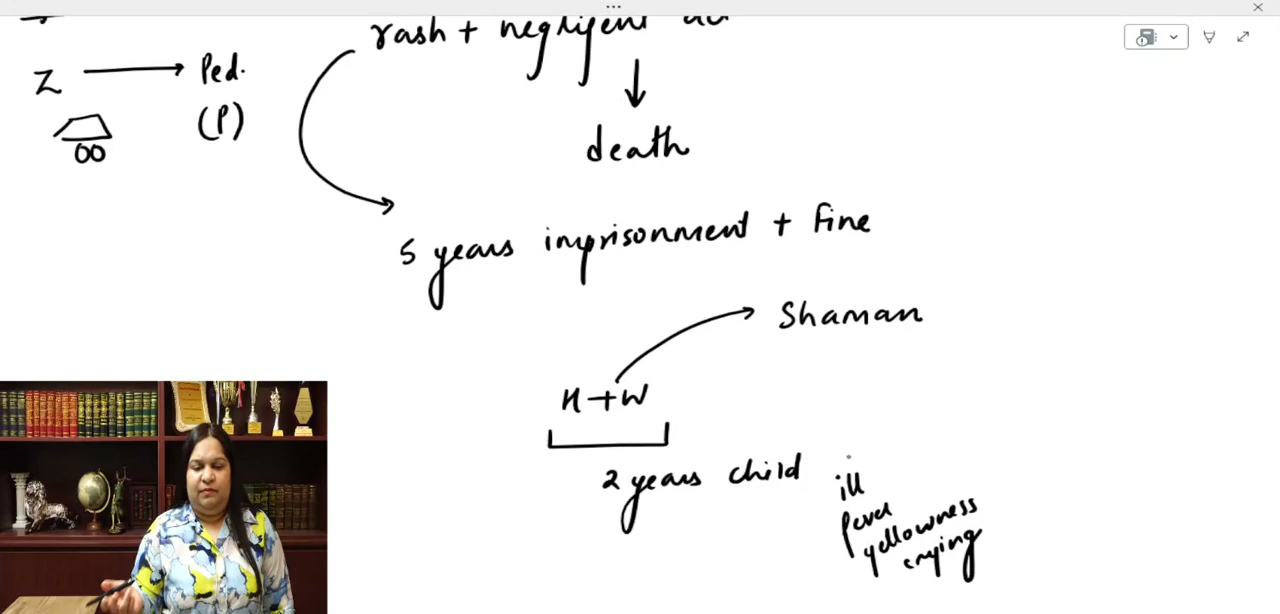 rash + negligent
Z → Ped.
(P)
death
5 years imprisonment + Fine
Shaman
H + W
2 years child
ill
fever
yellowness
crying